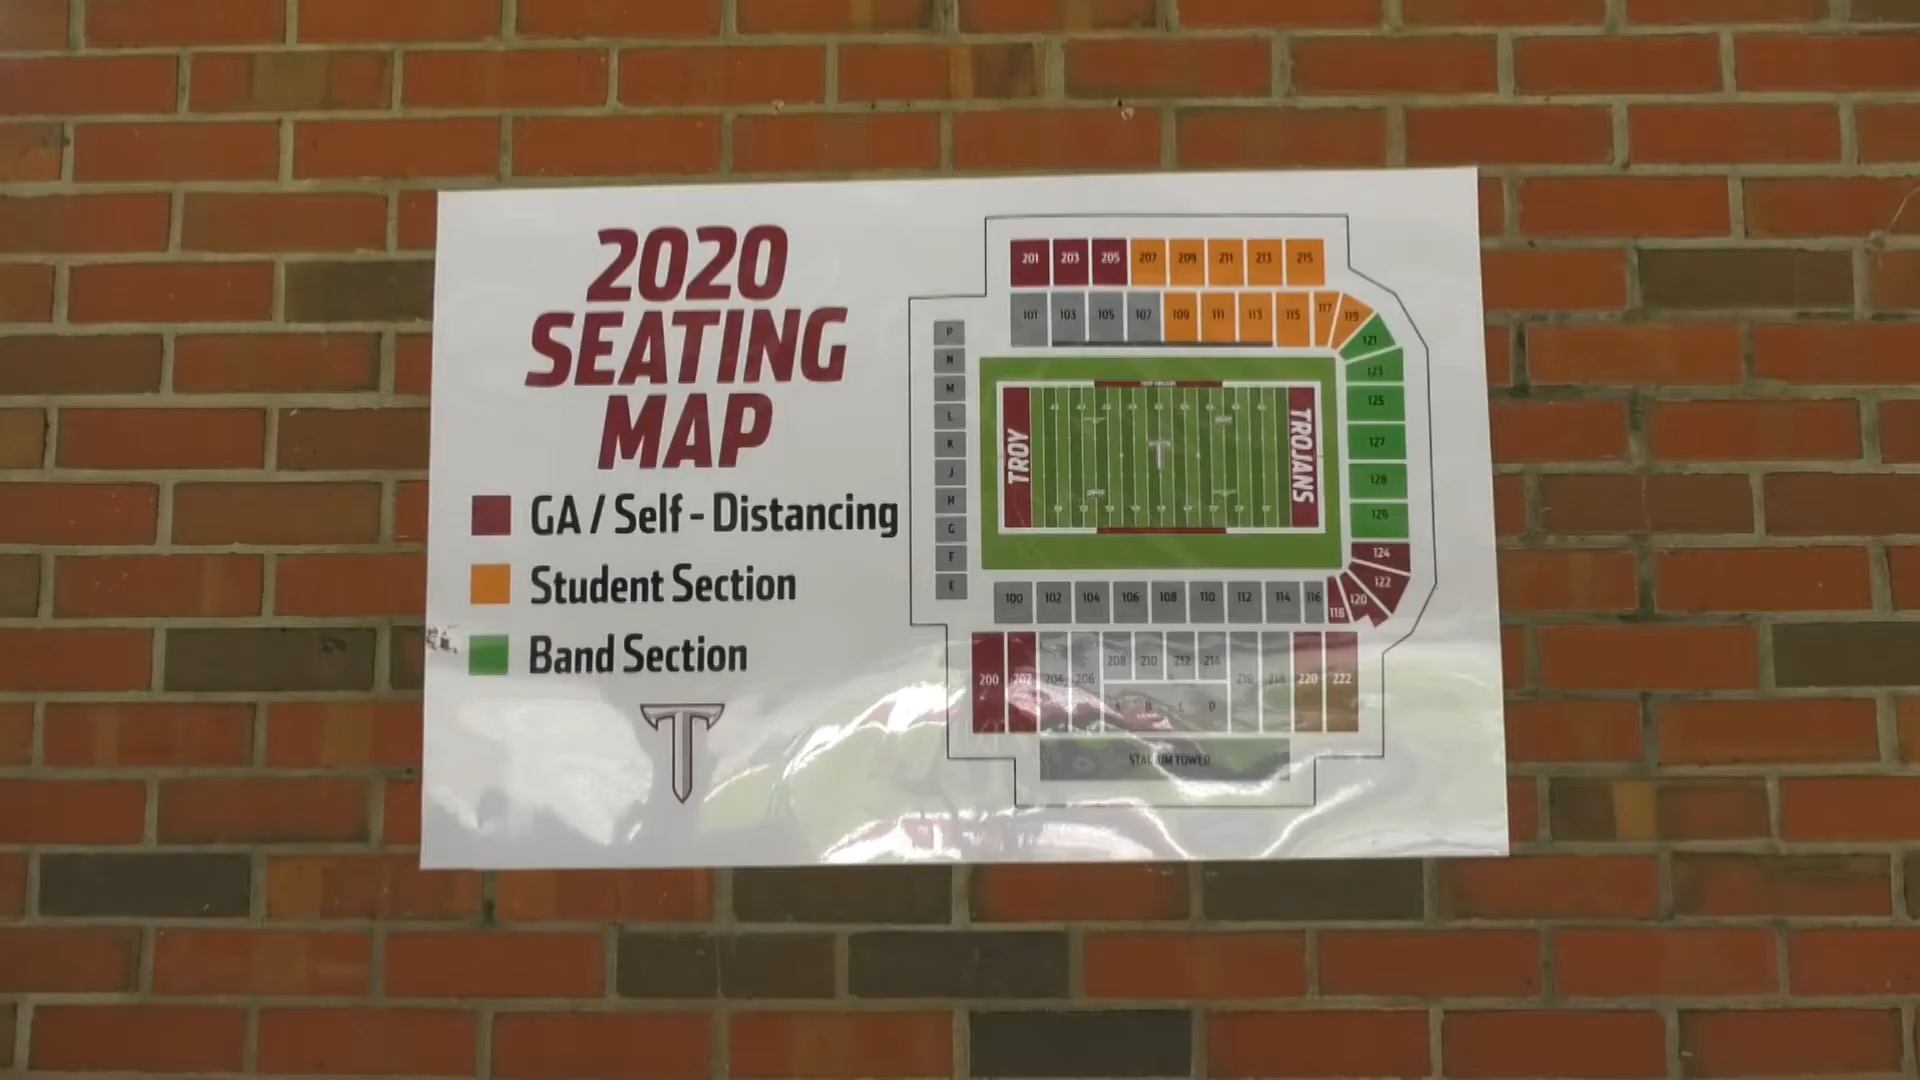 2020
SEATING
MAP
GA / Self - Distancing
Student Section
Band Section
201 203 205 207 209 211 213 215
101 103 105 107 109 111 113 115 117 119
121
123
125
127
128
126
124
122
120
118
P
N
M
L
K
J
H
G
F
E
TROY
TROJANS
100 102 104 106 108 110 112 114 116
208 210 212 214
200 202 204 206 216 218 220 222
A B C D
STADIUM TOWER